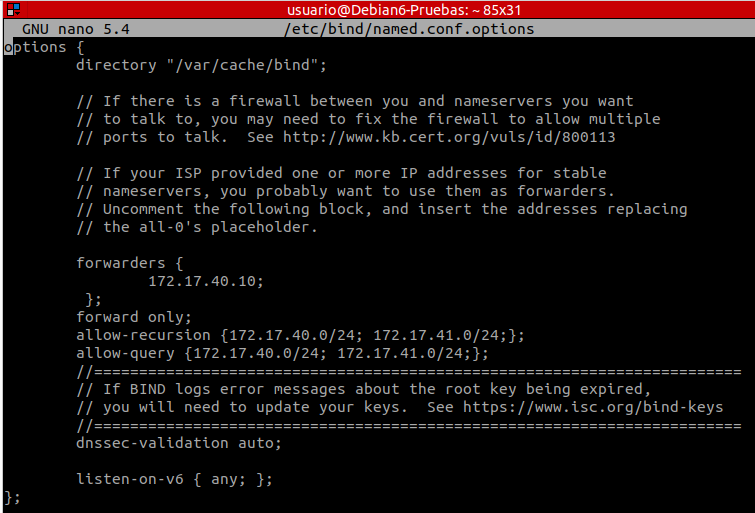 usuario@Debian6-Pruebas: ~ 85x31
GNU nano 5.4 /etc/bind/named.conf.options
options {
        directory "/var/cache/bind";

        // If there is a firewall between you and nameservers you want
        // to talk to, you may need to fix the firewall to allow multiple
        // ports to talk.  See http://www.kb.cert.org/vuls/id/800113

        // If your ISP provided one or more IP addresses for stable
        // nameservers, you probably want to use them as forwarders.
        // Uncomment the following block, and insert the addresses replacing
        // the all-0's placeholder.

        forwarders {
                172.17.40.10;
         };
        forward only;
        allow-recursion {172.17.40.0/24; 172.17.41.0/24;};
        allow-query {172.17.40.0/24; 172.17.41.0/24;};
        //========================================================================
        // If BIND logs error messages about the root key being expired,
        // you will need to update your keys.  See https://www.isc.org/bind-keys
        //========================================================================
        dnssec-validation auto;

        listen-on-v6 { any; };
};